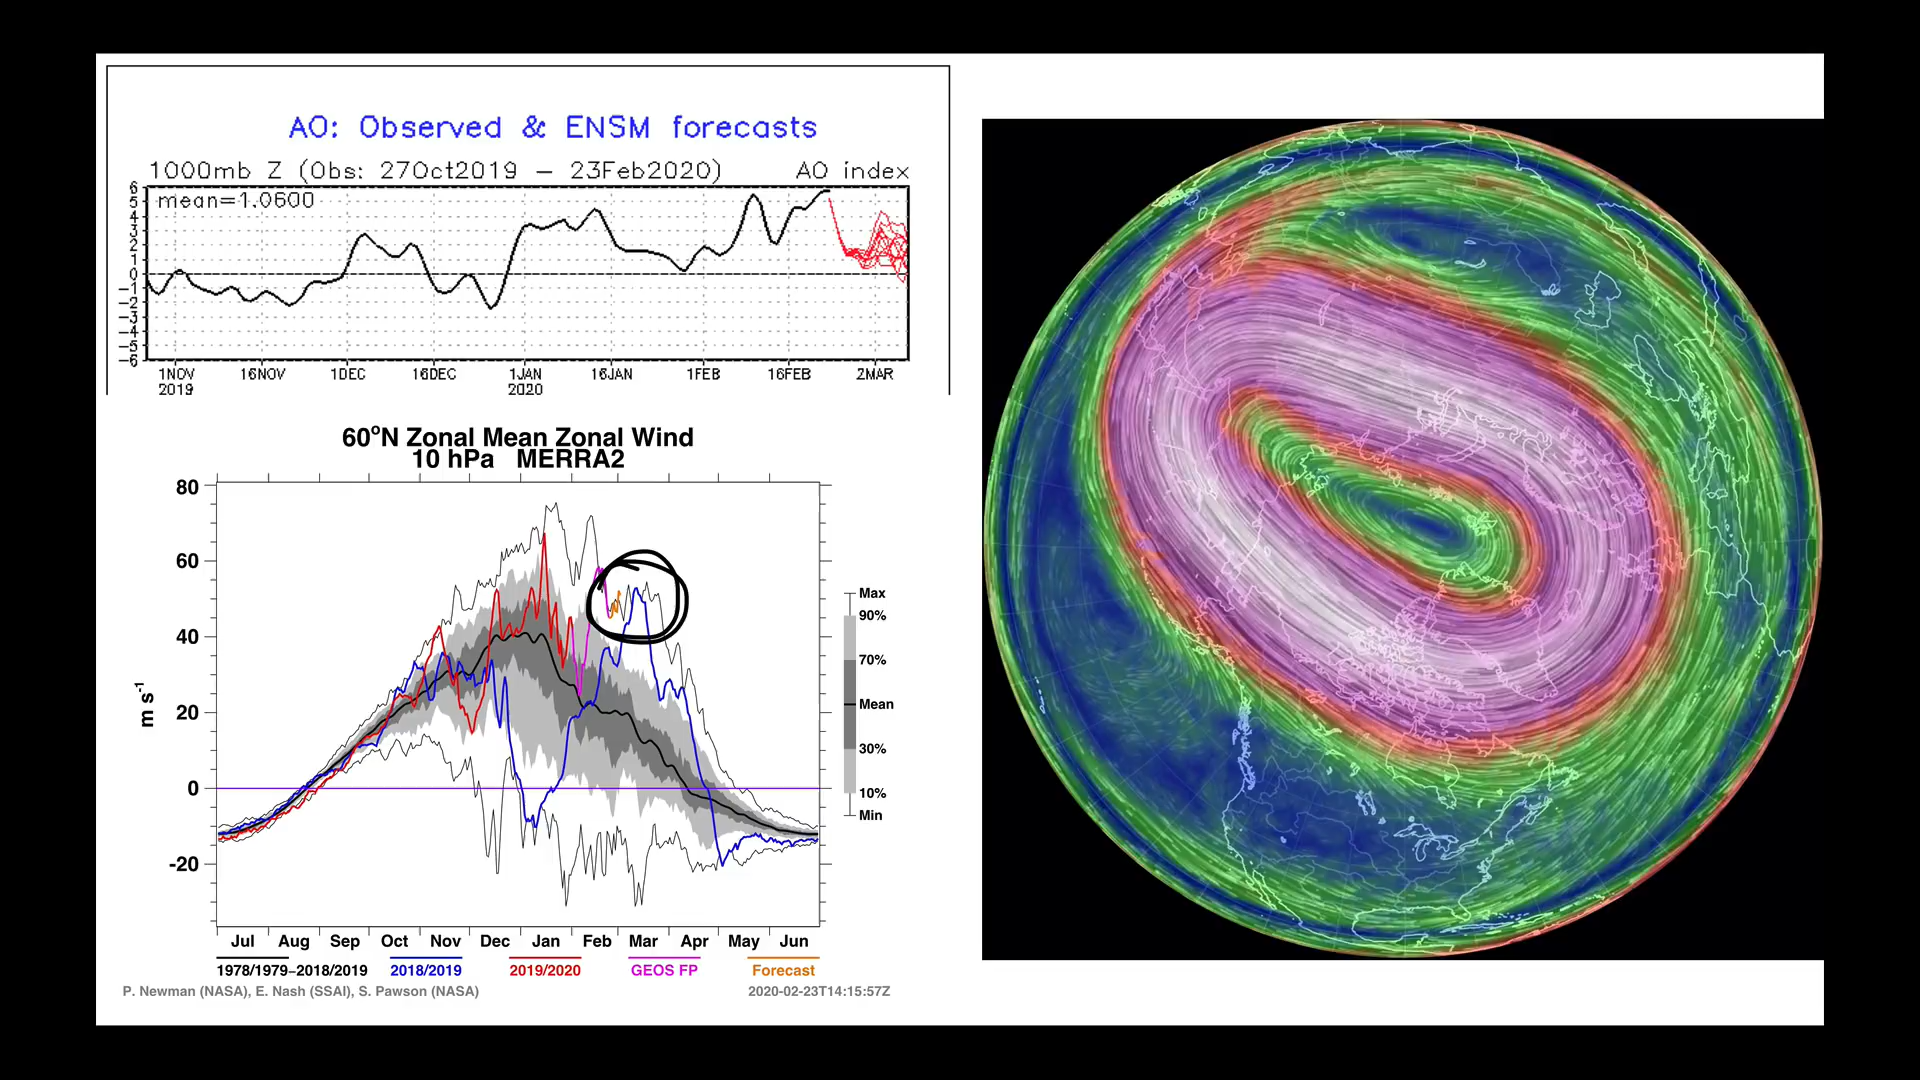 AO: Observed & ENSM forecasts
1000mb Z (Obs: 27Oct2019 – 23Feb2020) AO index
mean=1.0600
6
5
4
3
2
1
0
-1
-2
-3
-4
-5
-6
1NOV 16NOV 1DEC 16DEC 1JAN 16JAN 1FEB 16FEB 2MAR
2019 2020
60°N Zonal Mean Zonal Wind
10 hPa MERRA2
80
60
40
20
0
-20
m s⁻¹
Max
90%
70%
Mean
30%
10%
Min
Jul Aug Sep Oct Nov Dec Jan Feb Mar Apr May Jun
1978/1979–2018/2019 2018/2019 2019/2020 GEOS FP Forecast
P. Newman (NASA), E. Nash (SSAI), S. Pawson (NASA) 2020-02-23T14:15:57Z